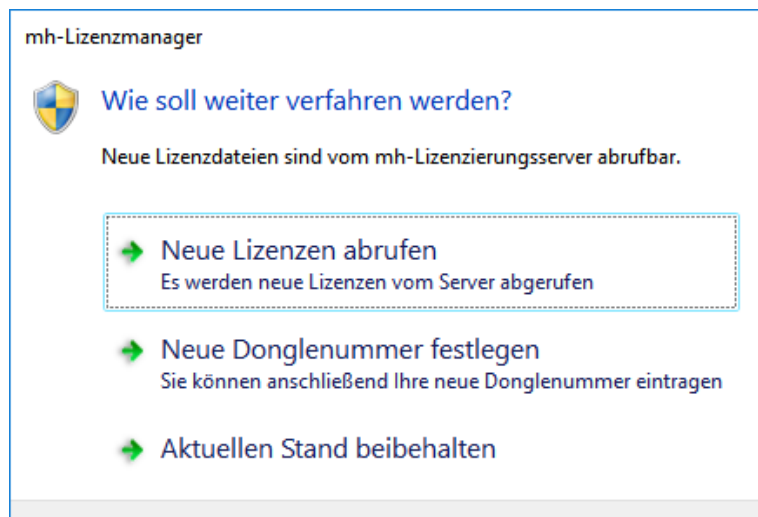 mh-Lizenzmanager
Wie soll weiter verfahren werden?
Neue Lizenzdateien sind vom mh-Lizenzierungsserver abrufbar.
Neue Lizenzen abrufen
Es werden neue Lizenzen vom Server abgerufen
Neue Donglenummer festlegen
Sie können anschließend Ihre neue Donglenummer eintragen
Aktuellen Stand beibehalten